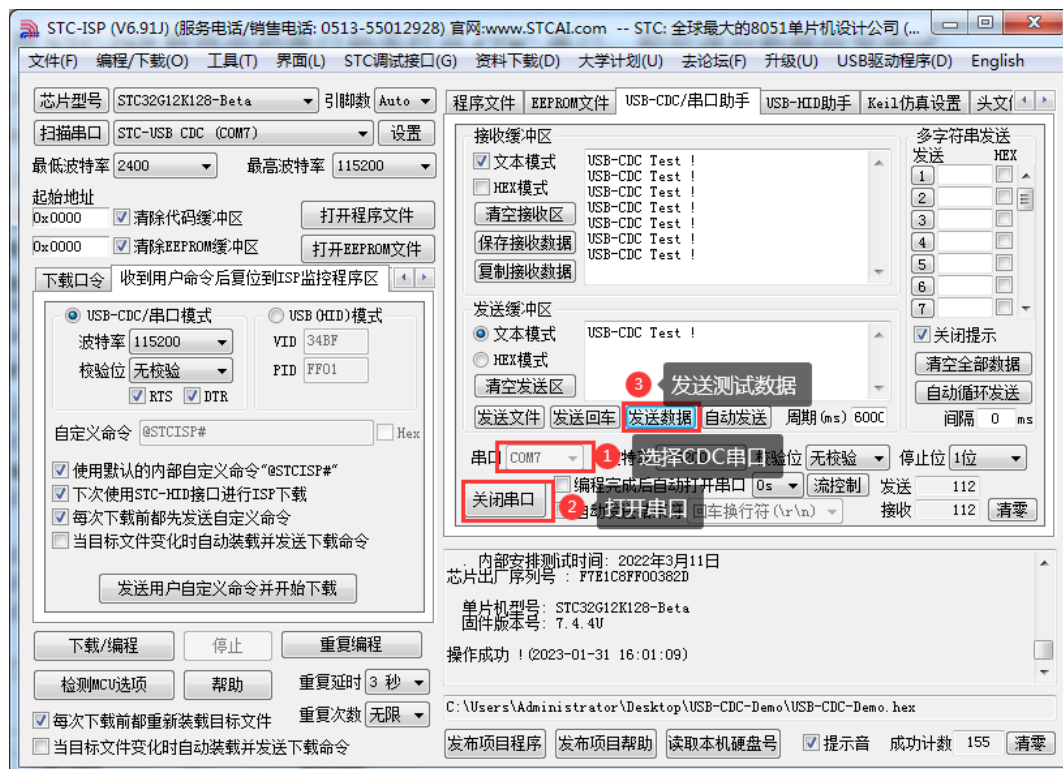 STC-ISP (V6.91J) (服务电话/销售电话: 0513-55012928) 官网:www.STCAI.com -- STC: 全球最大的8051单片机设计公司 (...
文件(F) 编程/下载(O) 工具(T) 界面(L) STC调试接口(G) 资料下载(D) 大学计划(U) 去论坛(F) 升级(U) USB驱动程序(D) English
芯片型号 STC32G12K128-Beta 引脚数 Auto
扫描串口 STC-USB CDC (COM7) 设置
最低波特率 2400 最高波特率 115200
起始地址
0x0000 清除代码缓冲区 打开程序文件
0x0000 清除EEPROM缓冲区 打开EEPROM文件
下载口令 收到用户命令后复位到ISP监控程序区
USB-CDC/串口模式 USB(HID)模式
波特率 115200 VID 34BF
校验位 无校验 PID FF01
RTS DTR
自定义命令 @STCISP# Hex
使用默认的内部自定义命令"@STCISP#"
下次使用STC-HID接口进行ISP下载
每次下载前都先发送自定义命令
当目标文件变化时自动装载并发送下载命令
发送用户自定义命令并开始下载
下载/编程 停止 重复编程
检测MCU选项 帮助 重复延时 3 秒
每次下载前都重新装载目标文件 重复次数 无限
当目标文件变化时自动装载并发送下载命令
程序文件 EEPROM文件 USB-CDC/串口助手 USB-HID助手 Keil仿真设置 头文
接收缓冲区
文本模式
HEX模式
清空接收区
保存接收数据
复制接收数据
USB-CDC Test !
USB-CDC Test !
USB-CDC Test !
USB-CDC Test !
USB-CDC Test !
USB-CDC Test !
USB-CDC Test !
多字符串发送
发送 HEX
1
2
3
4
5
6
7
关闭提示
清空全部数据
自动循环发送
间隔 0 ms
发送缓冲区
文本模式 USB-CDC Test !
HEX模式
清空发送区
3 发送测试数据
发送文件 发送回车 发送数据 自动发送 周期(ms) 6000
串口 COM7 1 选择CDC串口 校验位 无校验 停止位 1位
关闭串口 2 打开串口
编程完成后自动打开串口 0s 流控制 发送 112
回车换行符(\r\n) 接收 112 清零
. 内部安排测试时间: 2022年3月11日
芯片出厂序列号 : F7E1C8FF00382D
单片机型号: STC32G12K128-Beta
固件版本号: 7.4.4U
操作成功 !(2023-01-31 16:01:09)
C:\Users\Administrator\Desktop\USB-CDC-Demo\USB-CDC-Demo.hex
发布项目程序 发布项目帮助 读取本机硬盘号 提示音 成功计数 155 清零